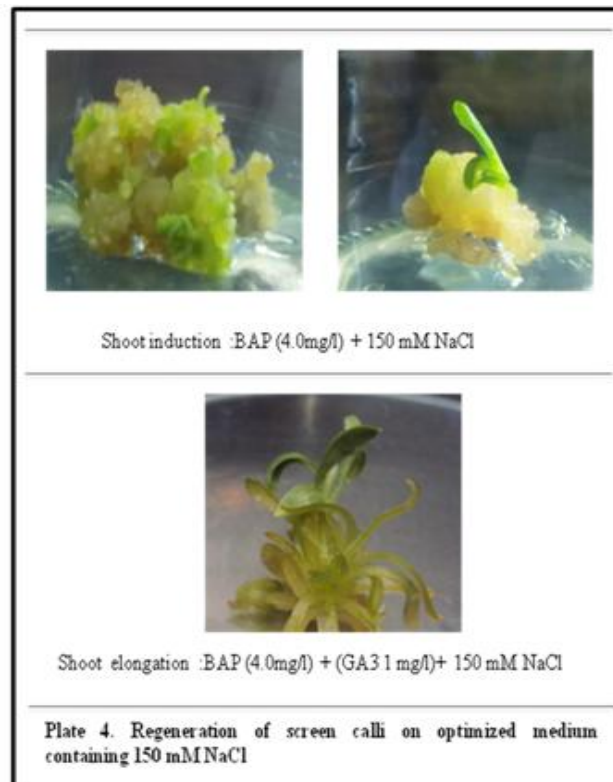 Shoot induction :BAP (4.0mg/l) + 150 mM NaCl
Shoot elongation :BAP (4.0mg/l) + (GA3 1 mg/l)+ 150 mM NaCl
Plate 4. Regeneration of screen calli on optimized medium
containing 150 mM NaCl